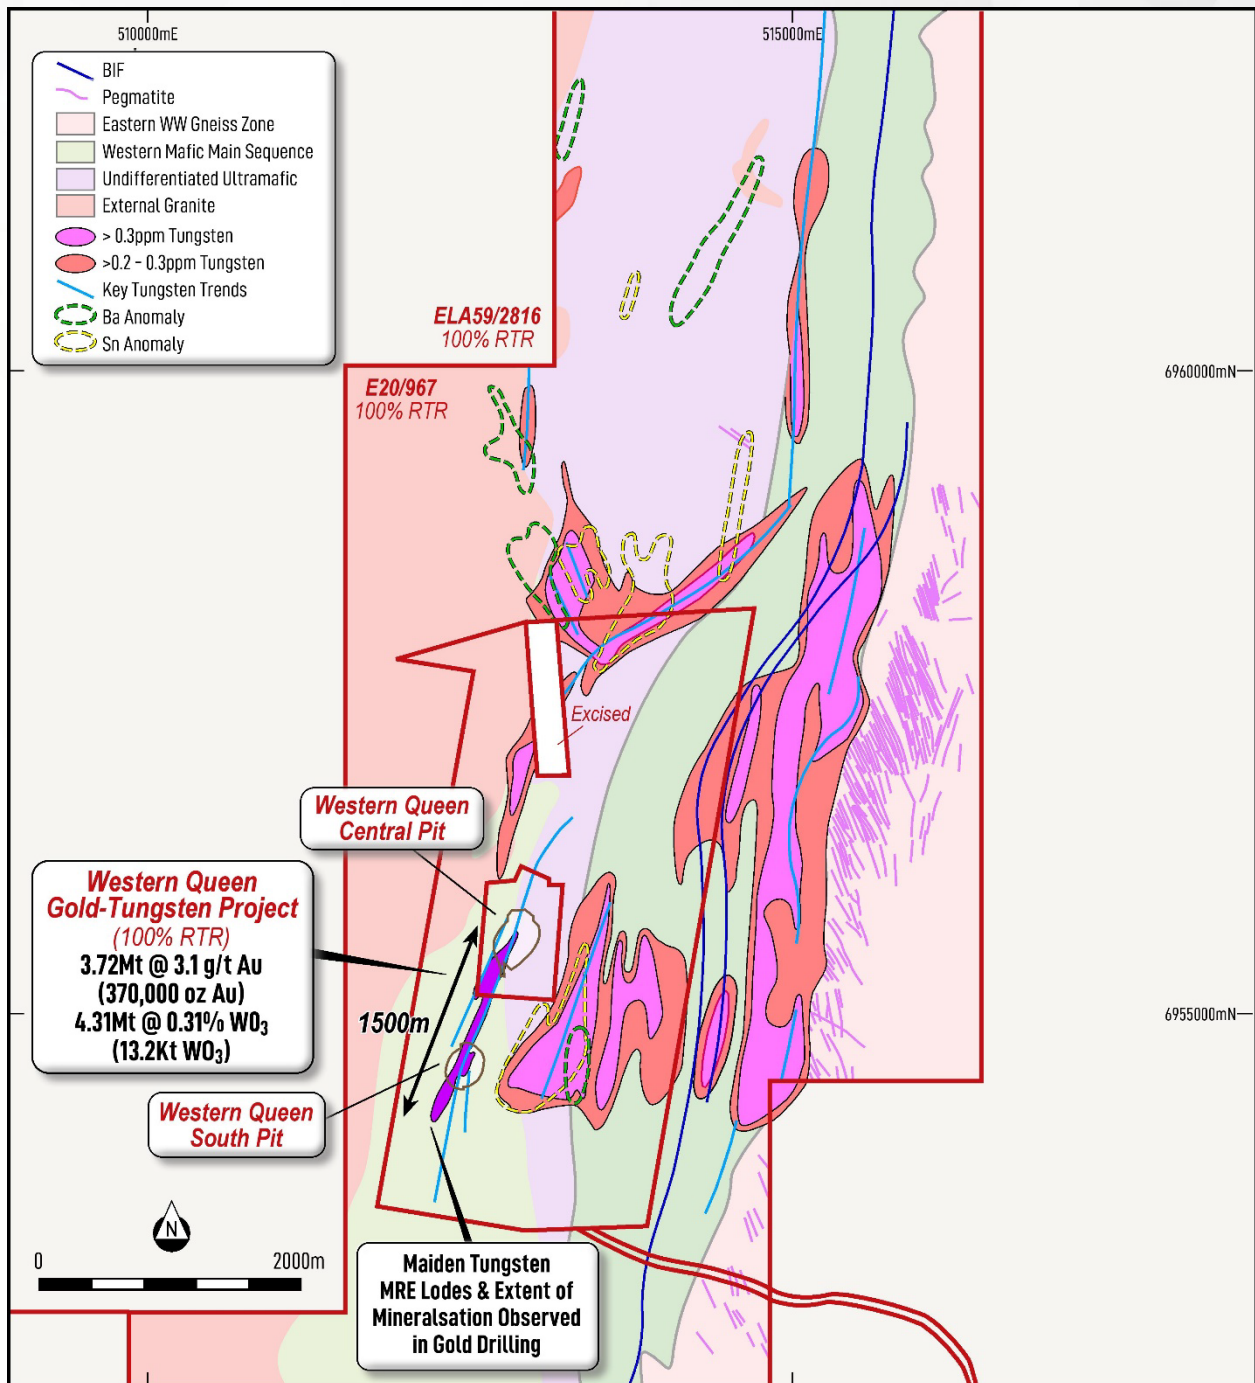 510000mE
515000mE
BIF
Pegmatite
Eastern WW Gneiss Zone
Western Mafic Main Sequence
Undifferentiated Ultramafic
External Granite
> 0.3ppm Tungsten
>0.2 - 0.3ppm Tungsten
Key Tungsten Trends
Ba Anomaly
Sn Anomaly
ELA59/2816
100% RTR
6960000mN
E20/967
100% RTR
Excised
Western Queen
Central Pit
Western Queen
Gold-Tungsten Project
(100% RTR)
3.72Mt @ 3.1 g/t Au
(370,000 oz Au)
4.31Mt @ 0.31% WO₃
(13.2Kt WO₃)
1500m
6955000mN
Western Queen
South Pit
N
0 2000m
Maiden Tungsten
MRE Lodes & Extent of
Mineralsation Observed
in Gold Drilling